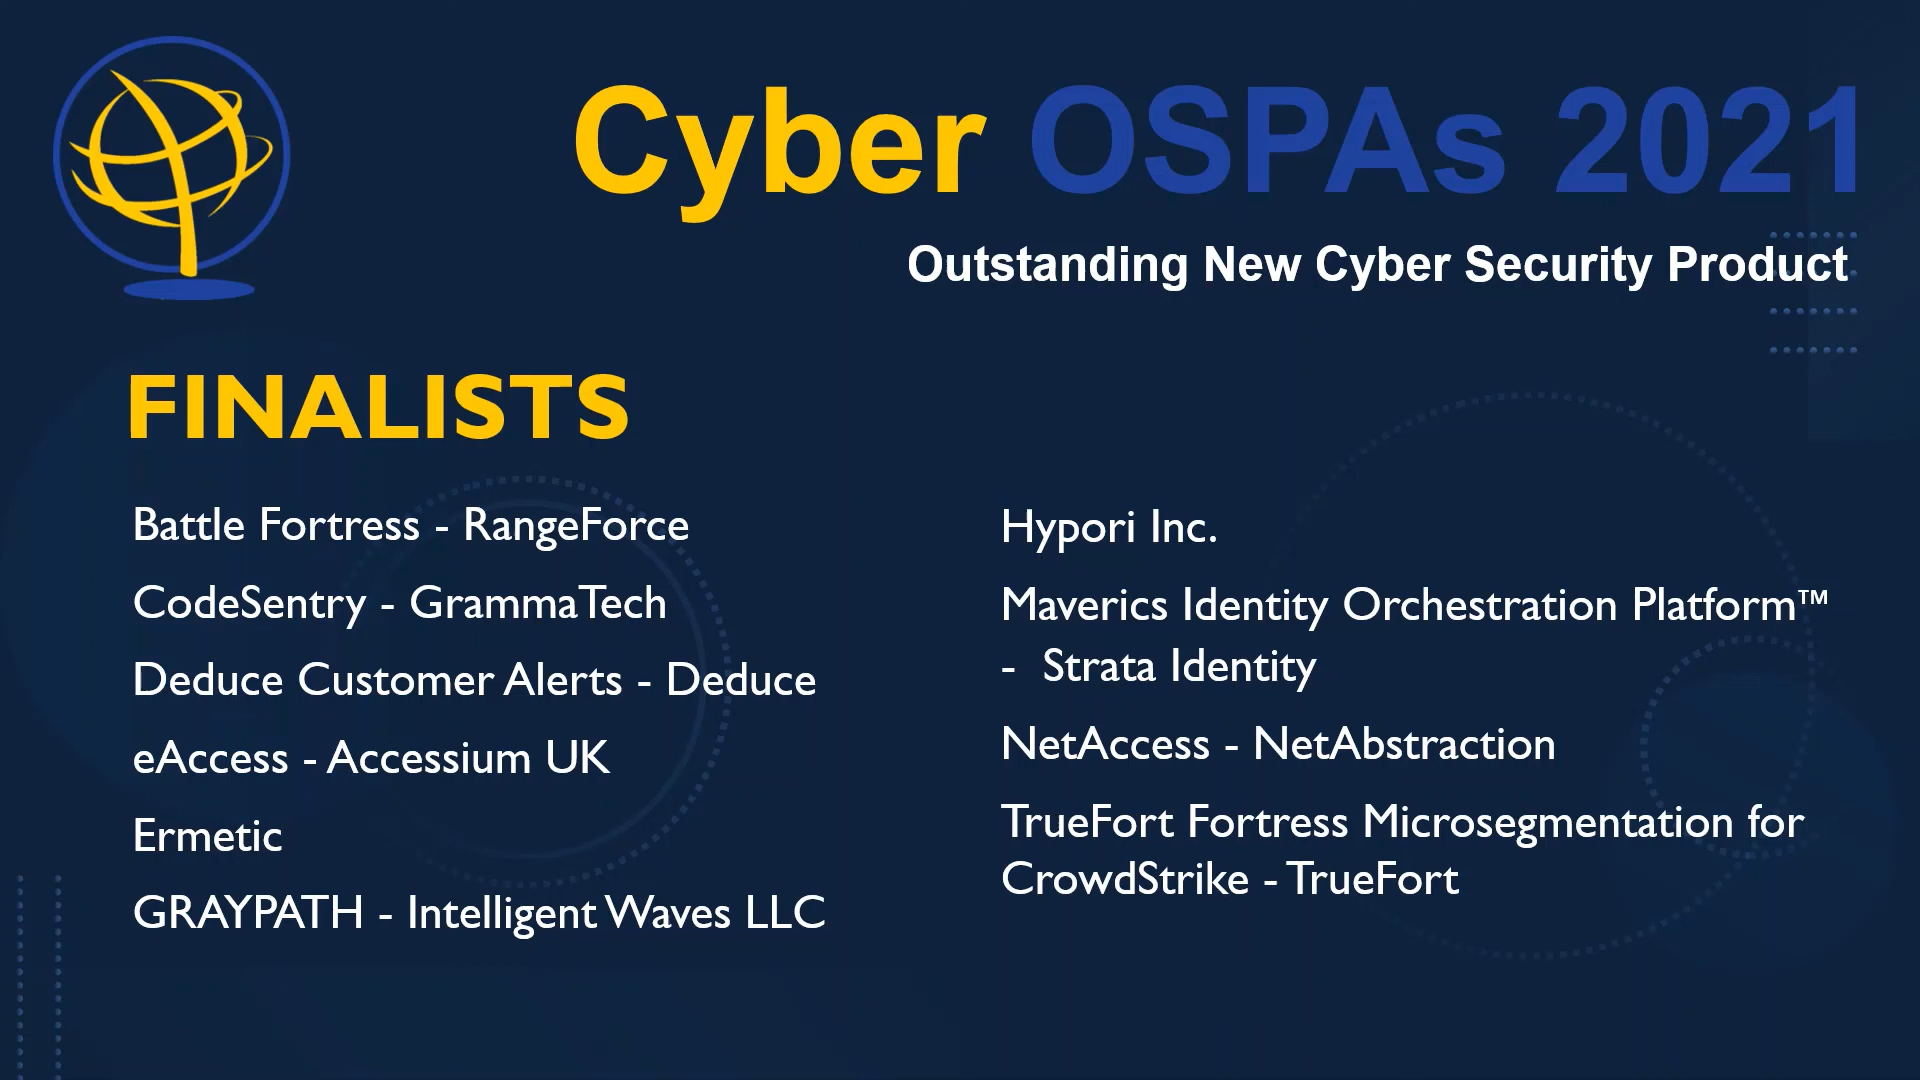 Cyber OSPAs 2021
Outstanding New Cyber Security Product
FINALISTS
Battle Fortress - RangeForce
CodeSentry - GrammaTech
Deduce Customer Alerts - Deduce
eAccess - Accessium UK
Ermetic
GRAYPATH - Intelligent Waves LLC
Hypori Inc.
Maverics Identity Orchestration Platform™
- Strata Identity
NetAccess - NetAbstraction
TrueFort Fortress Microsegmentation for
CrowdStrike - TrueFort